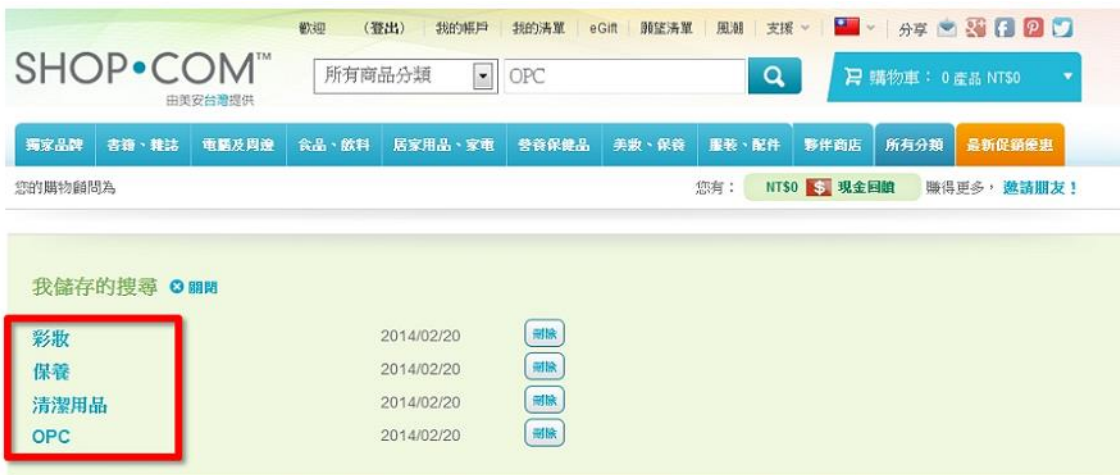 歡迎 （登出） 我的帳戶 我的清單 eGift 願望清單 風潮 支援 分享
SHOP•COM™
由美安台灣提供
所有商品分類 OPC
購物車： 0 產品 NT$0
獨家品牌 書籍、雜誌 電腦及周邊 食品、飲料 居家用品、家電 營養保健品 美妝、保養 服裝、配件 夥伴商店 所有分類 最新促銷優惠
您的購物顧問為 您有： NT$0 $ 現金回饋 賺得更多，邀請朋友！
我儲存的搜尋 關閉
彩妝 2014/02/20 刪除
保養 2014/02/20 刪除
清潔用品 2014/02/20 刪除
OPC 2014/02/20 刪除